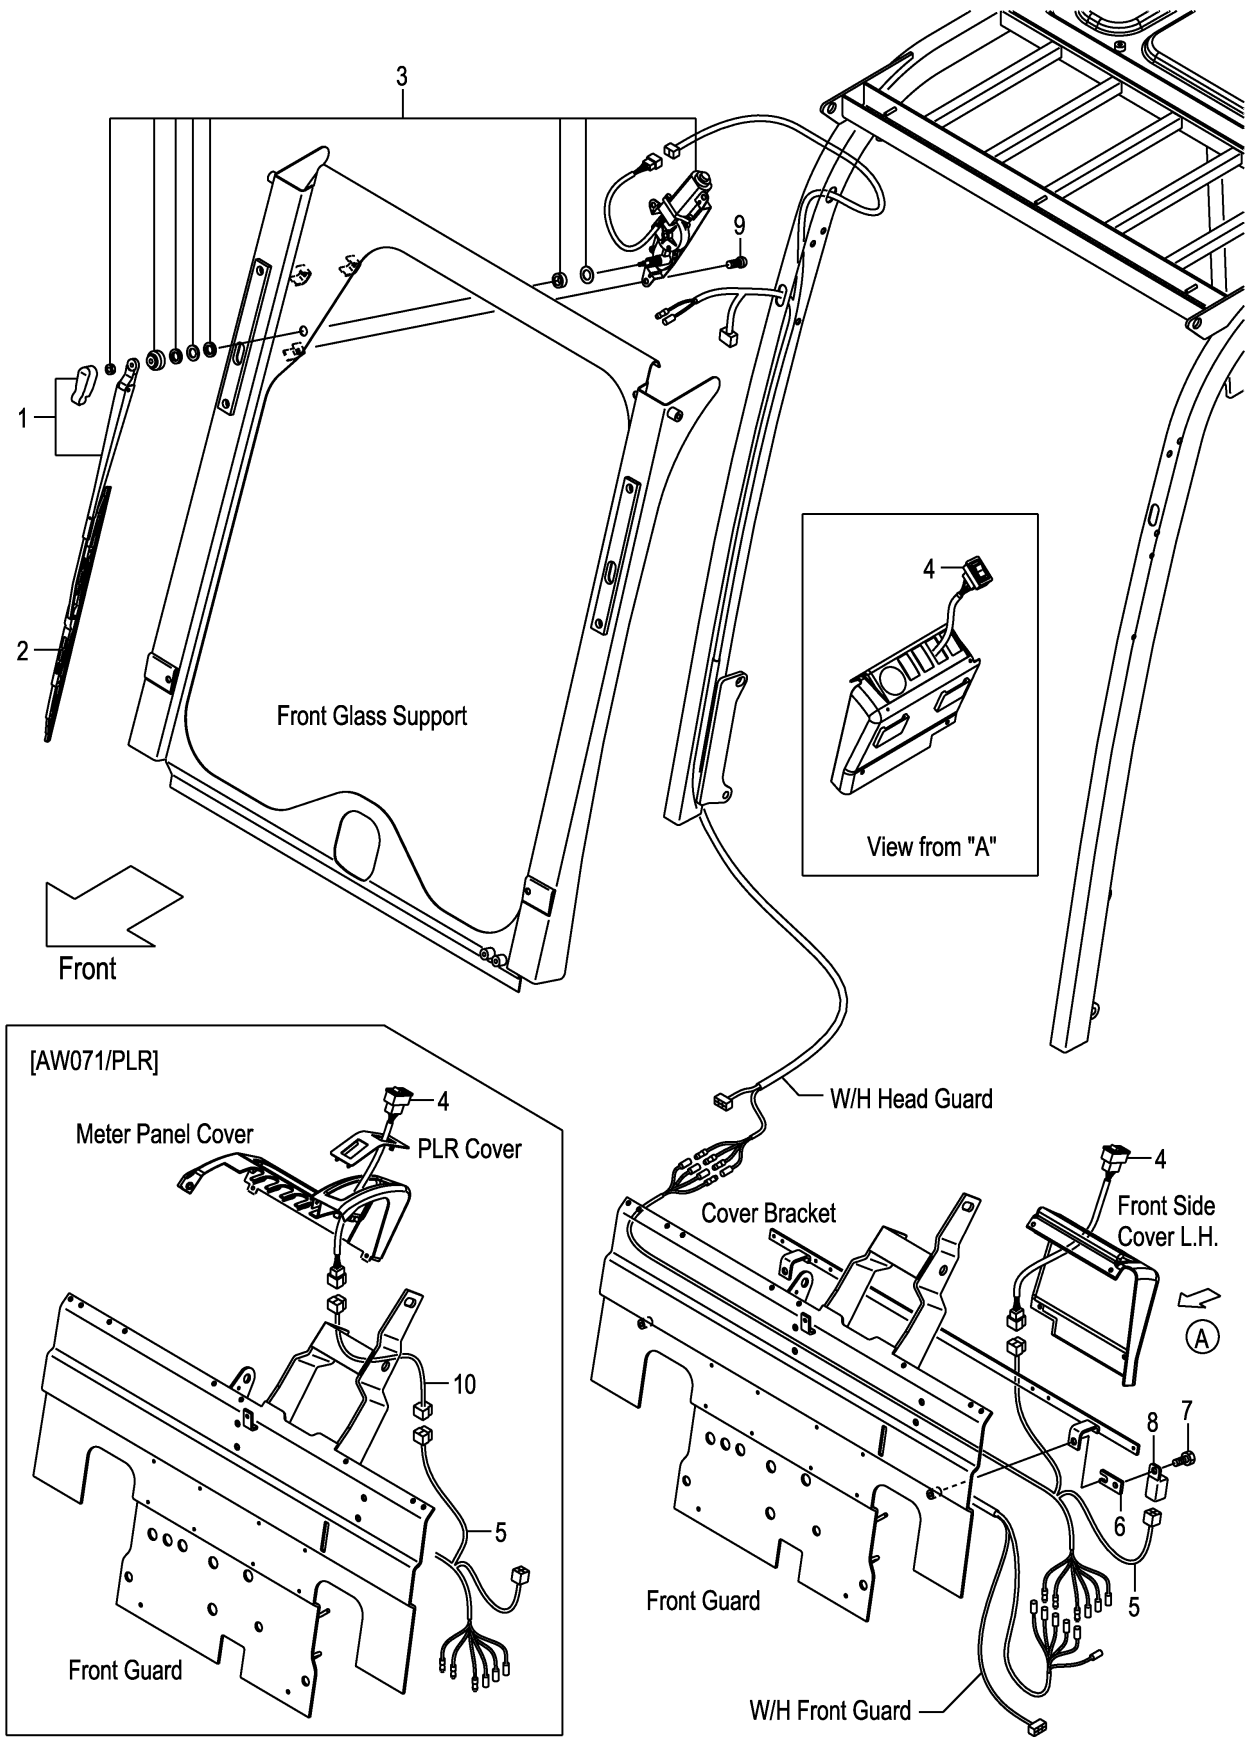 3
9
1
4
2
Front Glass Support
View from "A"
Front
[AW071/PLR]
W/H Head Guard
4
Meter Panel Cover
PLR Cover
4
Cover Bracket
Front Side
Cover L.H.
A
10
8
7
5
6
5
Front Guard
Front Guard
W/H Front Guard